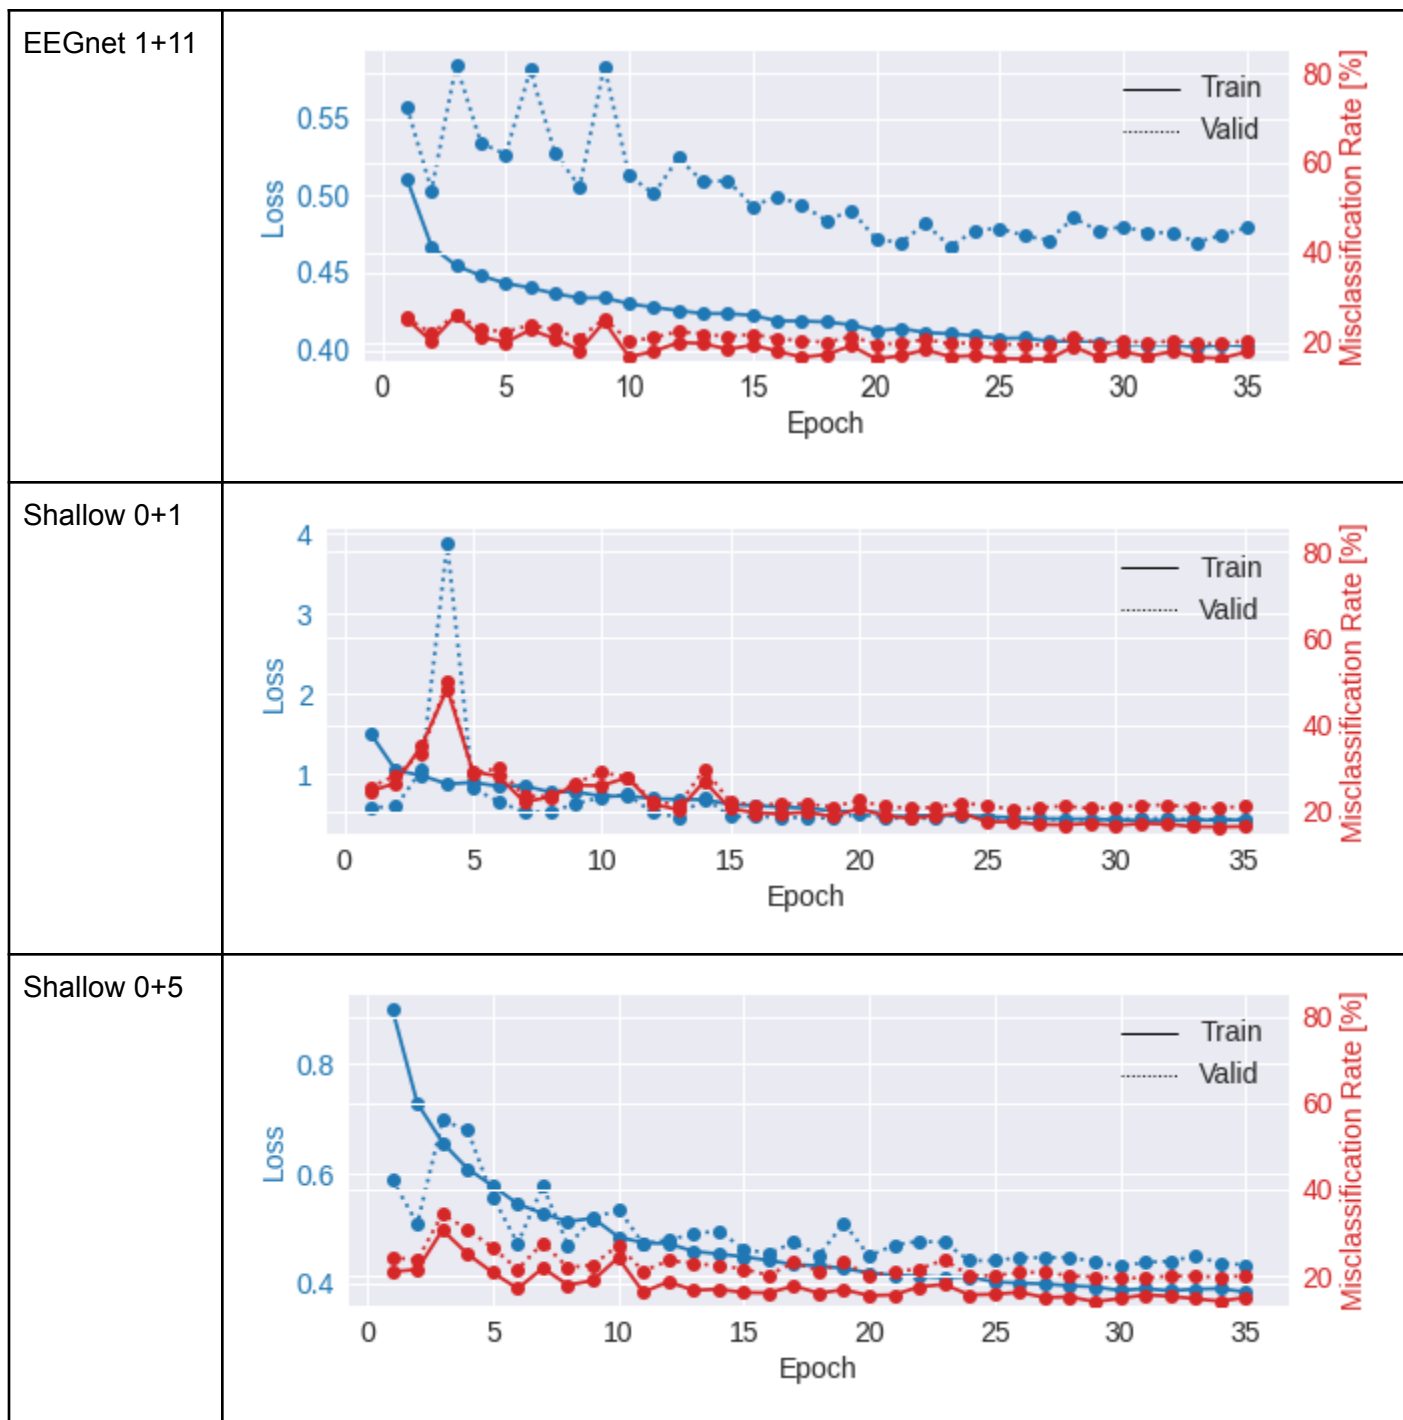 EEGnet 1+11
0.55
0.50
0.45
0.40
Loss
80
60
40
20
Misclassification Rate [%]
Train
Valid
0 5 10 15 20 25 30 35
Epoch
Shallow 0+1
4
3
2
1
Loss
80
60
40
20
Misclassification Rate [%]
Train
Valid
0 5 10 15 20 25 30 35
Epoch
Shallow 0+5
0.8
0.6
0.4
Loss
80
60
40
20
Misclassification Rate [%]
Train
Valid
0 5 10 15 20 25 30 35
Epoch